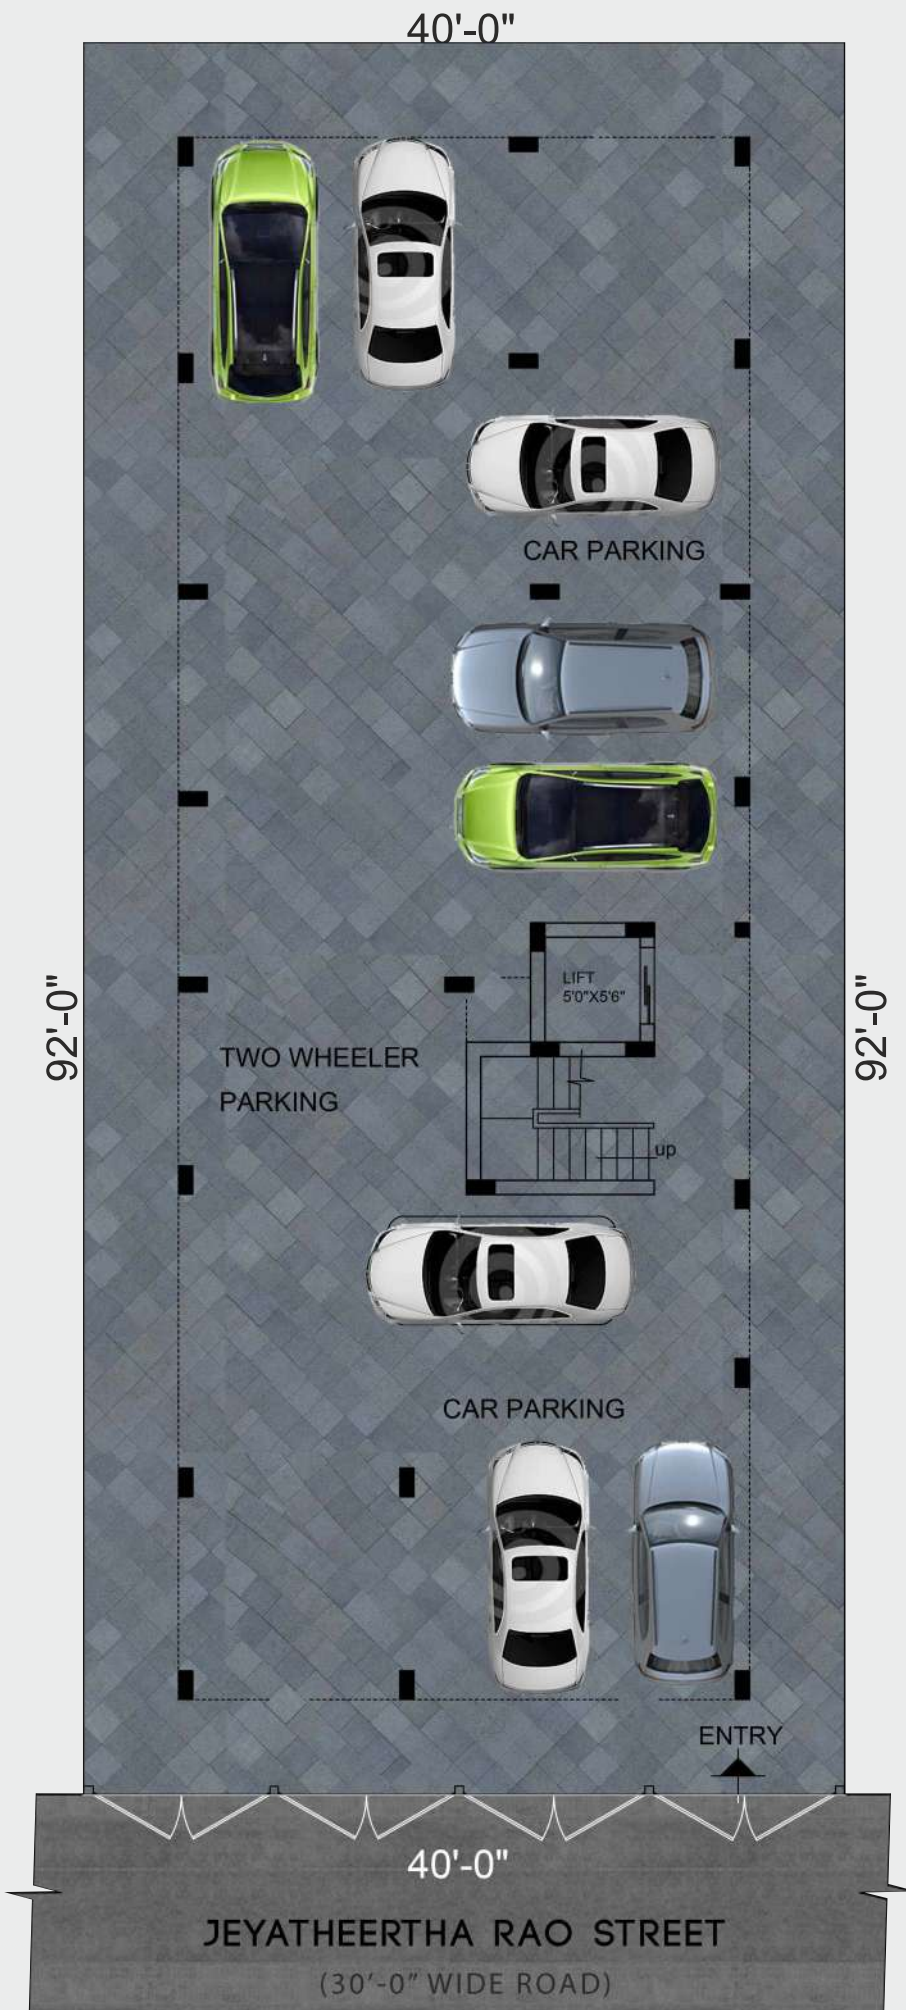 40'-0"
CAR PARKING
92'-0"
92'-0"
LIFT
5'0"X5'6"
TWO WHEELER
PARKING
up
CAR PARKING
ENTRY
40'-0"
JEYATHEERTHA RAO STREET
(30'-0" WIDE ROAD)